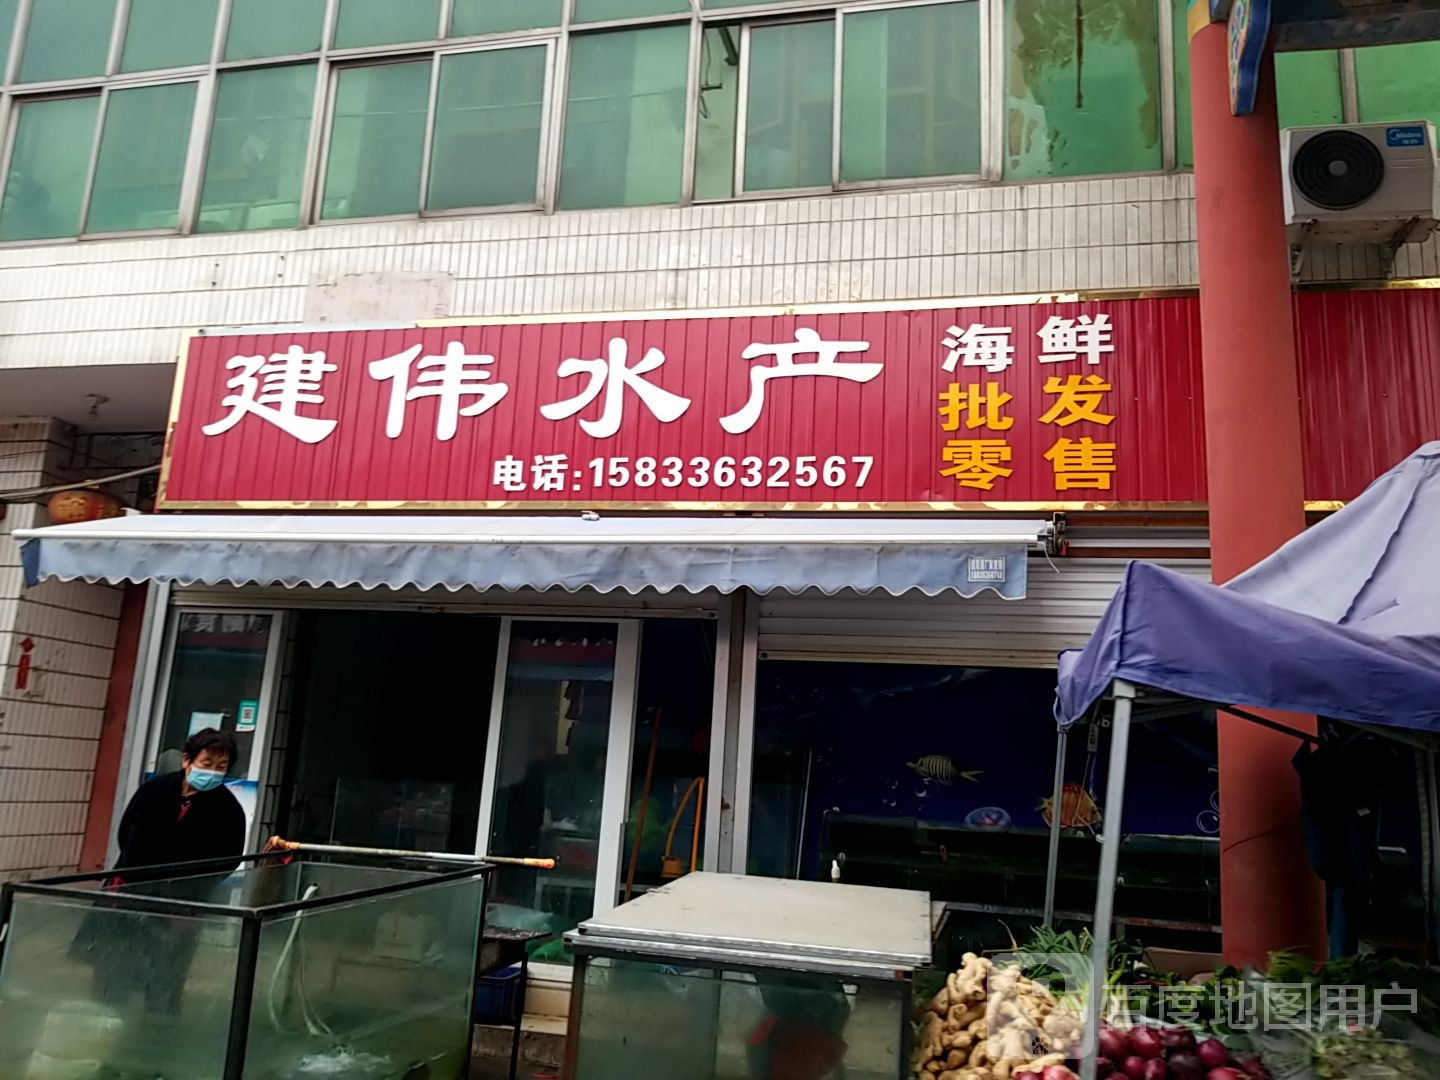 建伟水产
电话:15833632567
海鲜
批发
零售
Midea
百度地图用户